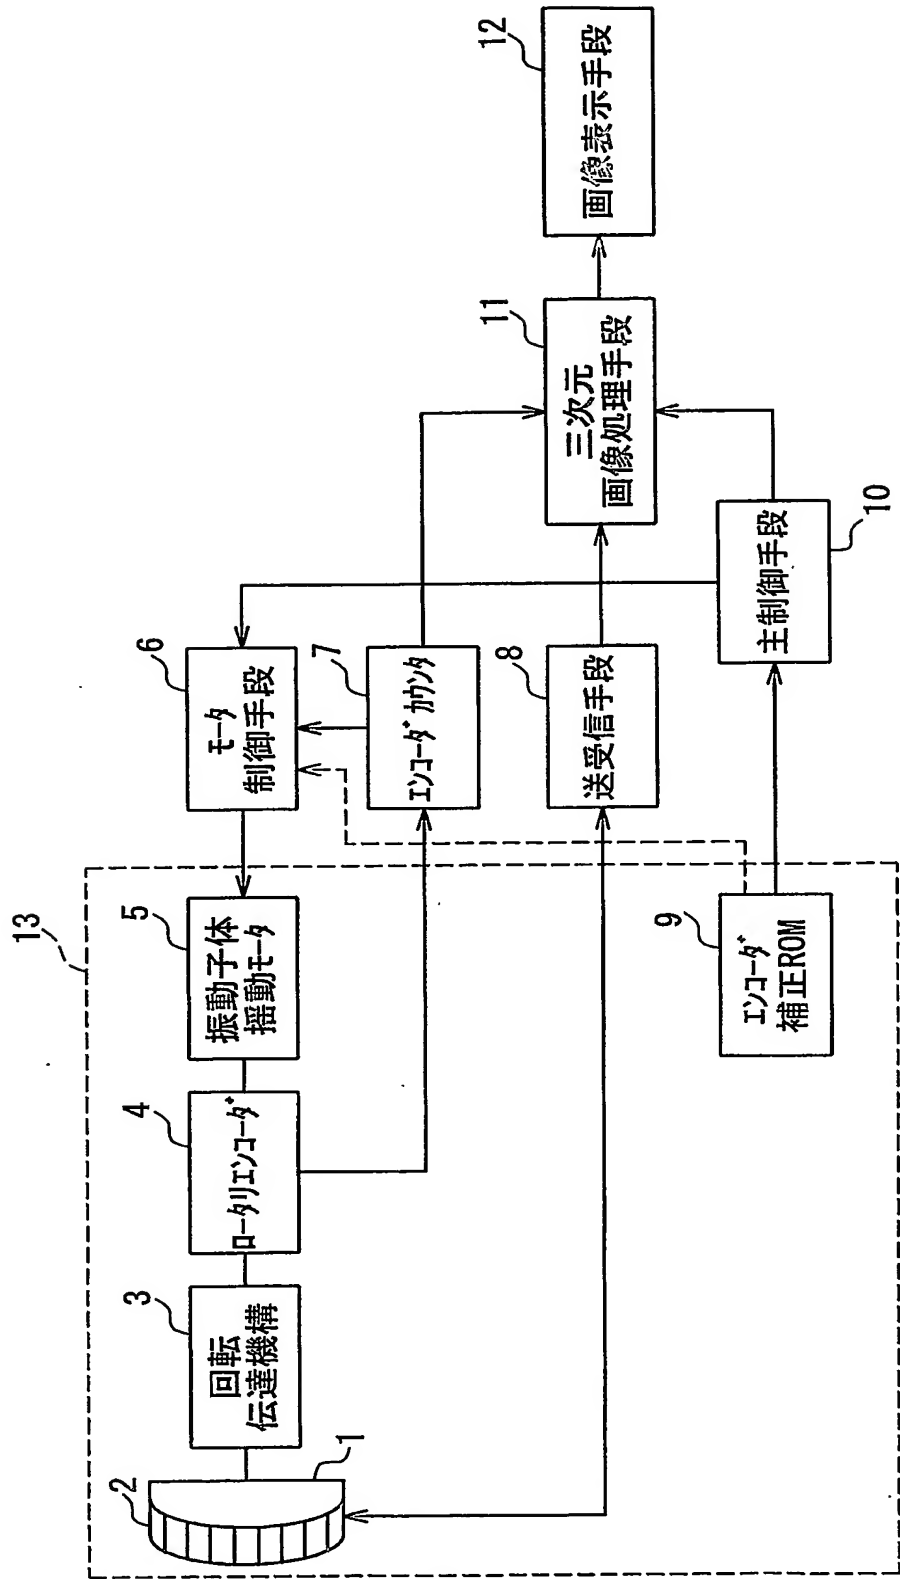 13
2
1
3
回転
伝達機構
4
ﾛｰﾀﾘｴﾝｺｰﾀﾞ
5
振動子体
揺動モータ
6
ﾓｰﾀ
制御手段
7
ｴﾝｺｰﾀﾞｶｳﾝﾀ
8
送受信手段
9
ｴﾝｺｰﾀﾞ
補正ROM
10
主制御手段
11
三次元
画像処理手段
12
画像表示手段